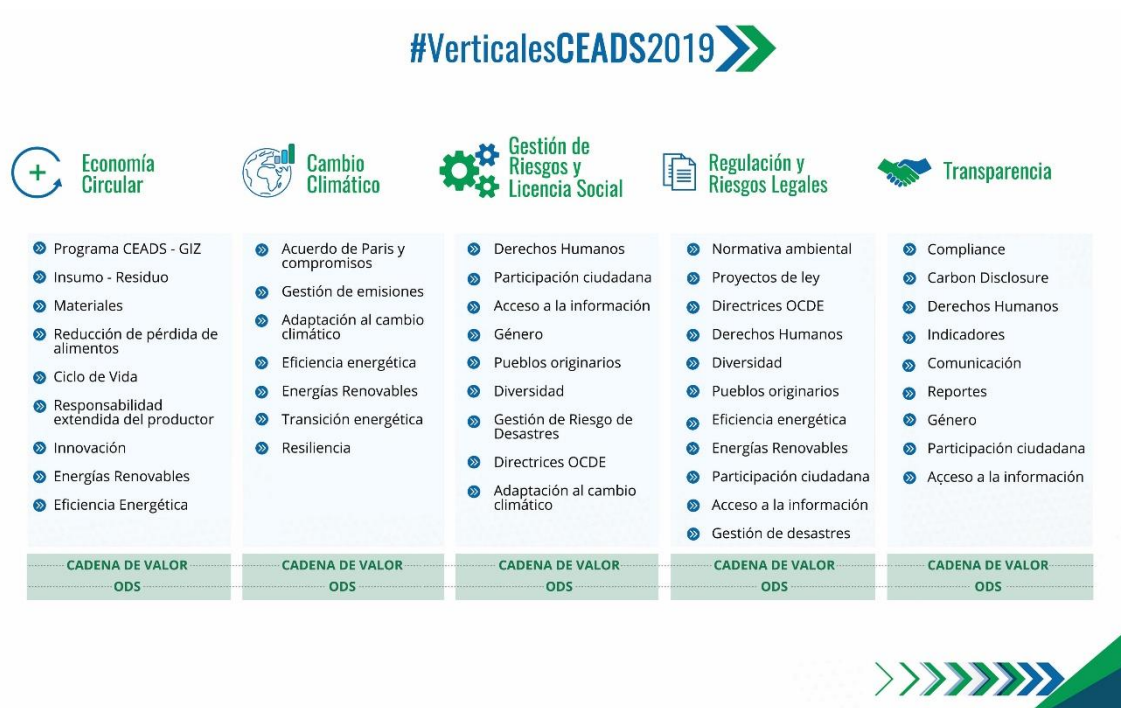 #VerticalesCEADS2019
Economía
Circular
Programa CEADS - GIZ
Insumo - Residuo
Materiales
Reducción de pérdida de
alimentos
Ciclo de Vida
Responsabilidad
extendida del productor
Innovación
Energías Renovables
Eficiencia Energética
CADENA DE VALOR
ODS
Cambio
Climático
Acuerdo de Paris y
compromisos
Gestión de emisiones
Adaptación al cambio
climático
Eficiencia energética
Energías Renovables
Transición energética
Resiliencia
CADENA DE VALOR
ODS
Gestión de
Riesgos y
Licencia Social
Derechos Humanos
Participación ciudadana
Acceso a la información
Género
Pueblos originarios
Diversidad
Gestión de Riesgo de
Desastres
Directrices OCDE
Adaptación al cambio
climático
CADENA DE VALOR
ODS
Regulación y
Riesgos Legales
Normativa ambiental
Proyectos de ley
Directrices OCDE
Derechos Humanos
Diversidad
Pueblos originarios
Eficiencia energética
Energías Renovables
Participación ciudadana
Acceso a la información
Gestión de desastres
CADENA DE VALOR
ODS
Transparencia
Compliance
Carbon Disclosure
Derechos Humanos
Indicadores
Comunicación
Reportes
Género
Participación ciudadana
Acceso a la información
CADENA DE VALOR
ODS